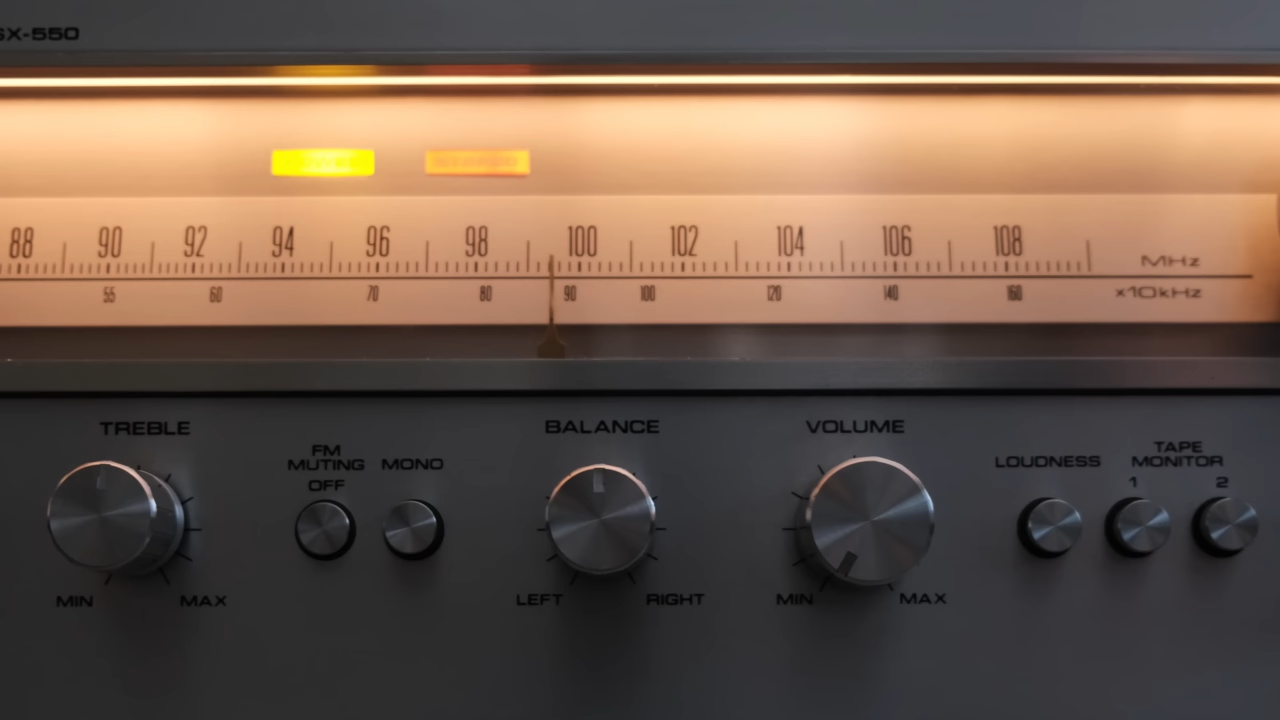 SX-550
88 90 92 94 96 98 100 102 104 106 108 MHz
55 60 70 80 90 100 120 140 160 x10kHz
TREBLE
MIN MAX
FM
MUTING
OFF
MONO
BALANCE
LEFT RIGHT
VOLUME
MIN MAX
LOUDNESS
TAPE
MONITOR
1 2